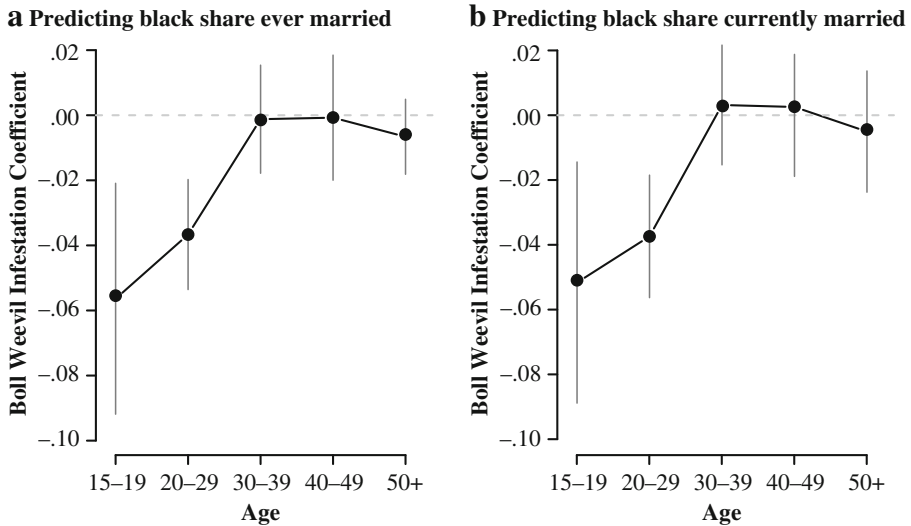 a Predicting black share ever married
Boll Weevil Infestation Coefficient
.02
.00
–.02
–.04
–.06
–.08
–.10
15–19 20–29 30–39 40–49 50+
Age
b Predicting black share currently married
Boll Weevil Infestation Coefficient
.02
.00
–.02
–.04
–.06
–.08
–.10
15–19 20–29 30–39 40–49 50+
Age